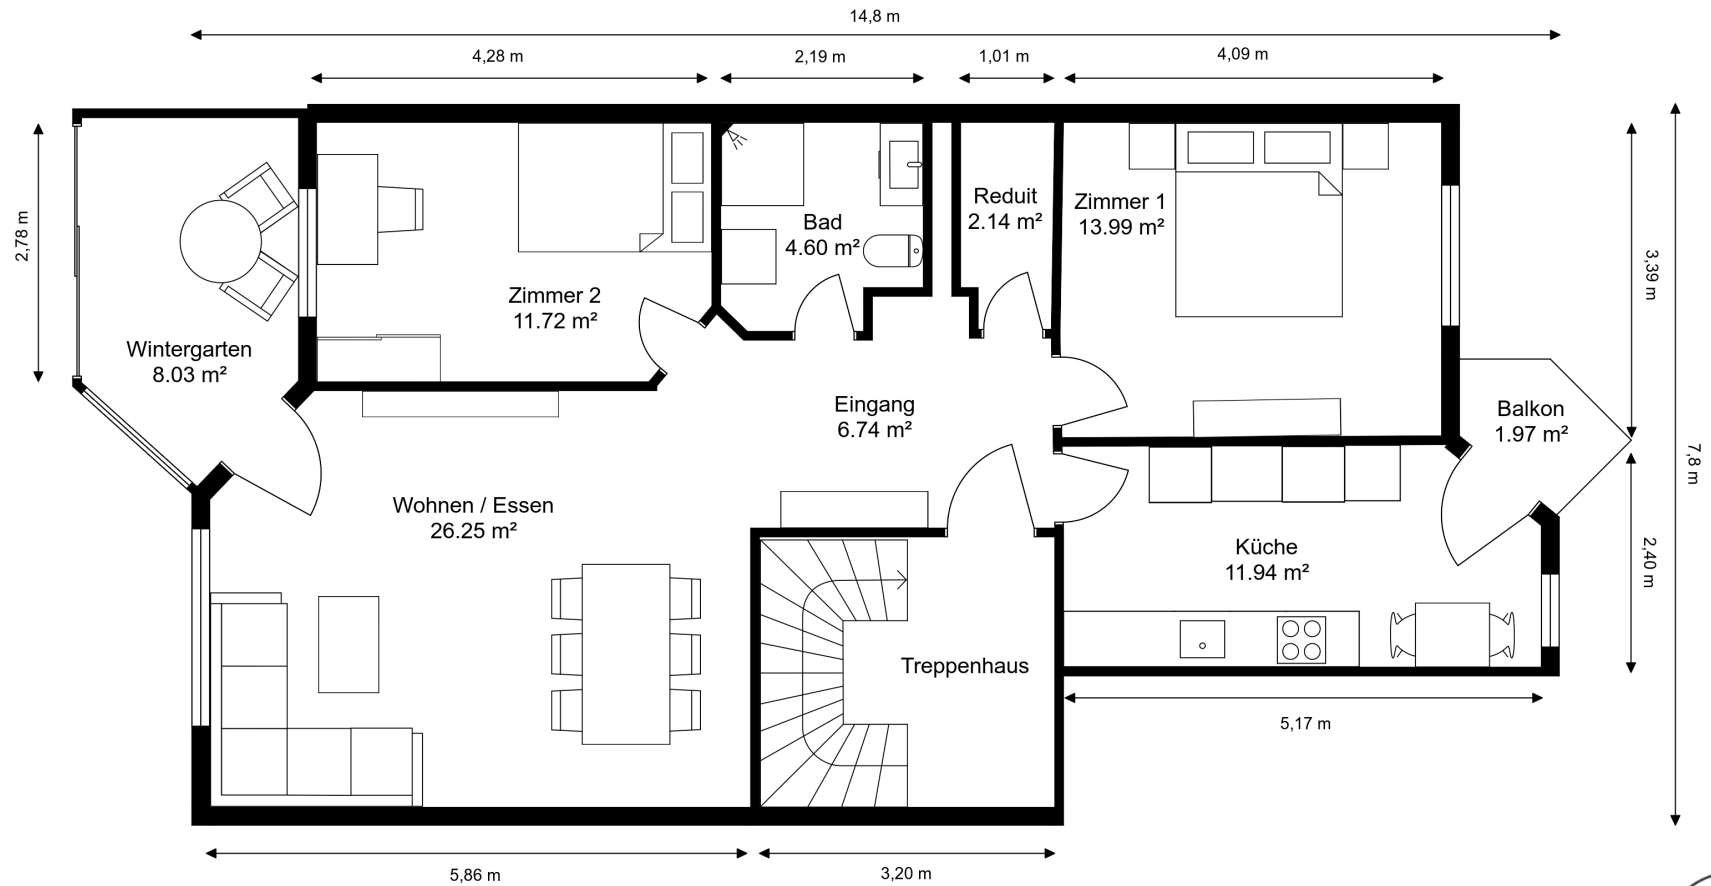 14,8 m
4,28 m
2,19 m
1,01 m
4,09 m
2,78 m
Wintergarten
8.03 m²
Zimmer 2
11.72 m²
Bad
4.60 m²
Reduit
2.14 m²
Zimmer 1
13.99 m²
3,39 m
7,8 m
Eingang
6.74 m²
Balkon
1.97 m²
Wohnen / Essen
26.25 m²
Küche
11.94 m²
2,40 m
Treppenhaus
5,17 m
5,86 m
3,20 m